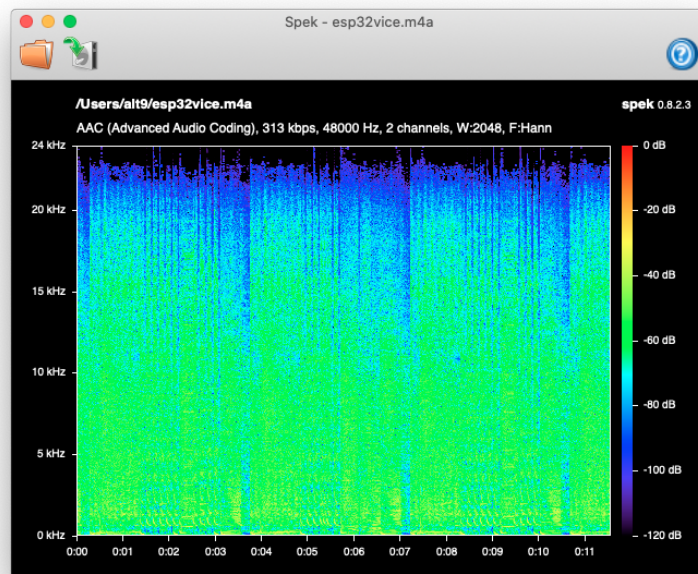 Spek - esp32vice.m4a
/Users/alt9/esp32vice.m4a
spek 0.8.2.3
AAC (Advanced Audio Coding), 313 kbps, 48000 Hz, 2 channels, W:2048, F:Hann
24 kHz
20 kHz
15 kHz
10 kHz
5 kHz
0 kHz
0:00 0:01 0:02 0:03 0:04 0:05 0:06 0:07 0:08 0:09 0:10 0:11
0 dB
-20 dB
-40 dB
-60 dB
-80 dB
-100 dB
-120 dB